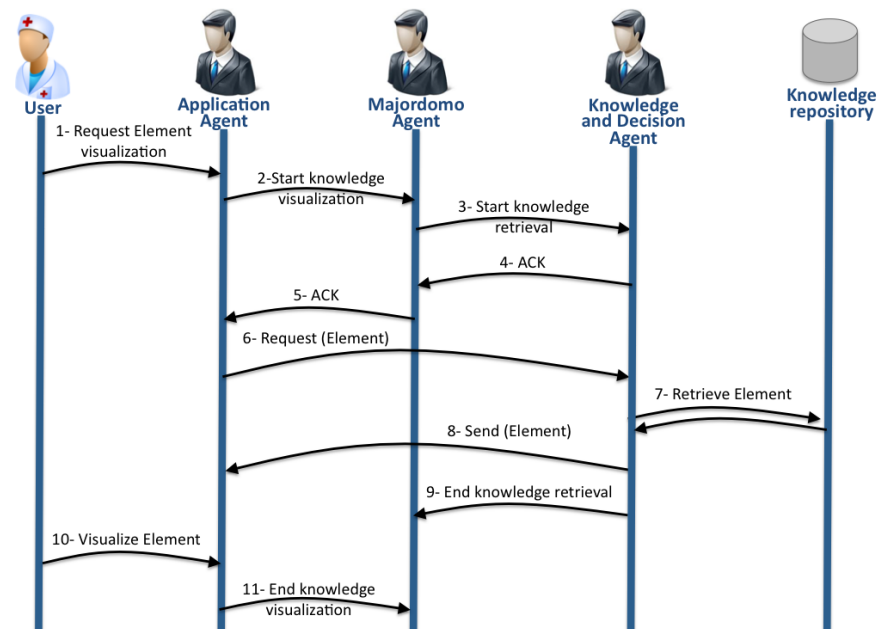 User
Application
Agent
Majordomo
Agent
Knowledge
and Decision
Agent
Knowledge
repository
1- Request Element
visualization
2-Start knowledge
visualization
3- Start knowledge
retrieval
4- ACK
5- ACK
6- Request (Element)
7- Retrieve Element
8- Send (Element)
9- End knowledge retrieval
10- Visualize Element
11- End knowledge
visualization